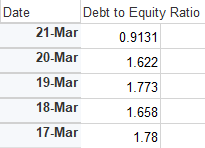 Date Debt to Equity Ratio
21-Mar 0.9131
20-Mar 1.622
19-Mar 1.773
18-Mar 1.658
17-Mar 1.78